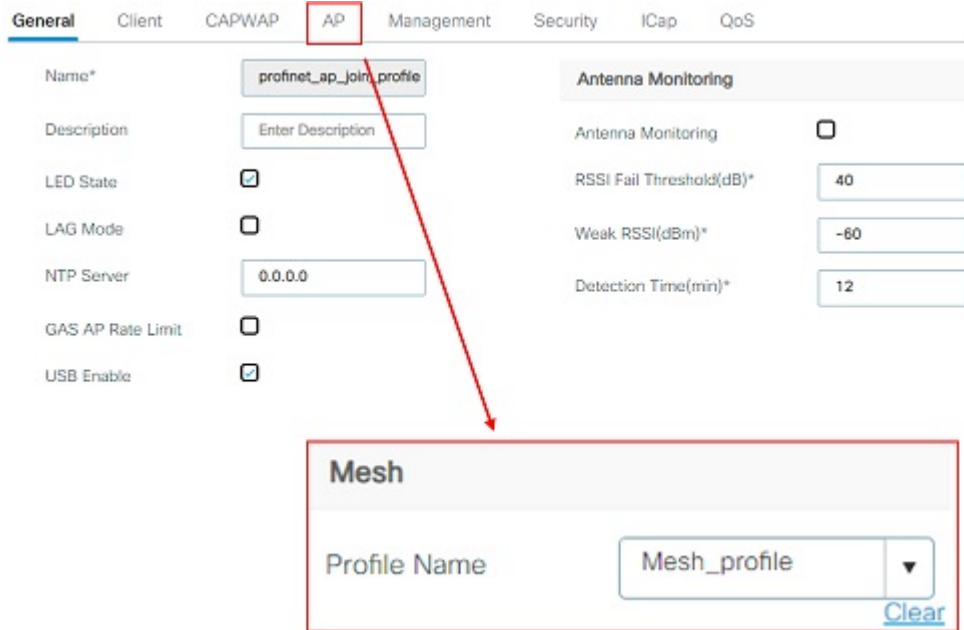 General Client CAPWAP AP Management Security ICap QoS
Name* profinet_ap_join_profile
Description Enter Description
LED State
LAG Mode
NTP Server 0.0.0.0
GAS AP Rate Limit
USB Enable
Antenna Monitoring
Antenna Monitoring
RSSI Fail Threshold(dB)* 40
Weak RSSI(dBm)* -60
Detection Time(min)* 12
Mesh
Profile Name Mesh_profile
Clear